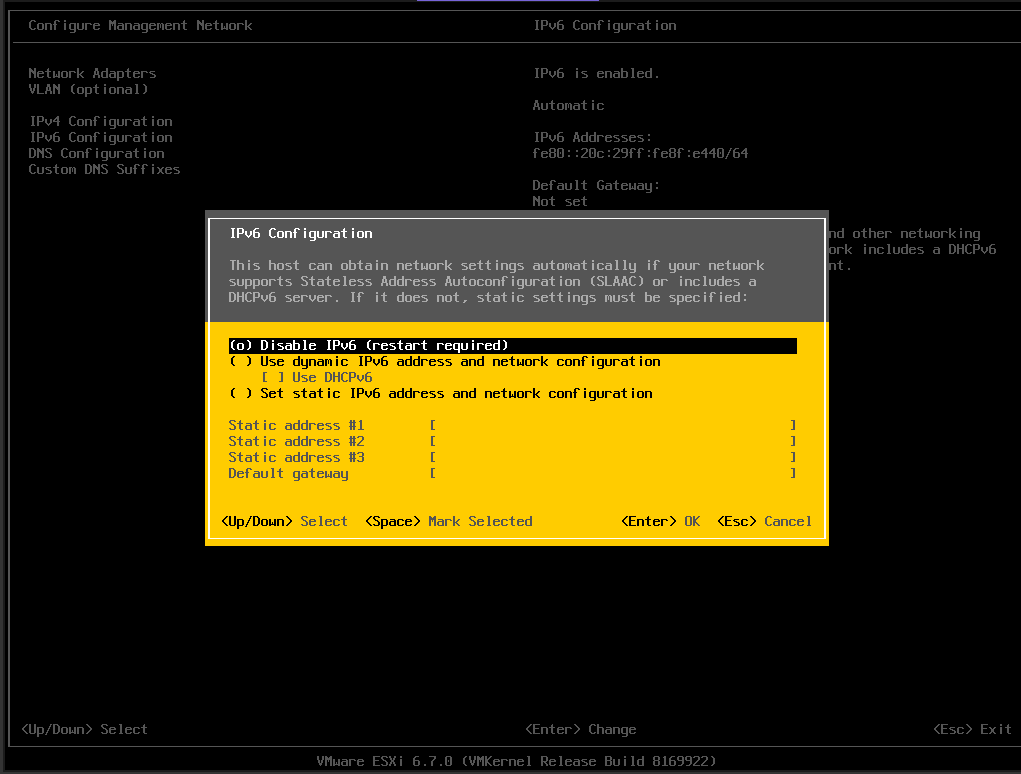 Configure Management Network
IPv6 Configuration
Network Adapters
VLAN (optional)
IPv4 Configuration
IPv6 Configuration
DNS Configuration
Custom DNS Suffixes
IPv6 is enabled.
Automatic
IPv6 Addresses:
fe80::20c:29ff:fe8f:e440/64
Default Gateway:
Not set
nd other networking
ork includes a DHCPv6
nt.
IPv6 Configuration
This host can obtain network settings automatically if your network
supports Stateless Address Autoconfiguration (SLAAC) or includes a
DHCPv6 server. If it does not, static settings must be specified:
(o) Disable IPv6 (restart required)
( ) Use dynamic IPv6 address and network configuration
[ ] Use DHCPv6
( ) Set static IPv6 address and network configuration
Static address #1 [ ]
Static address #2 [ ]
Static address #3 [ ]
Default gateway [ ]
<Up/Down> Select <Space> Mark Selected <Enter> OK <Esc> Cancel
<Up/Down> Select <Enter> Change <Esc> Exit
VMware ESXi 6.7.0 (VMKernel Release Build 8169922)